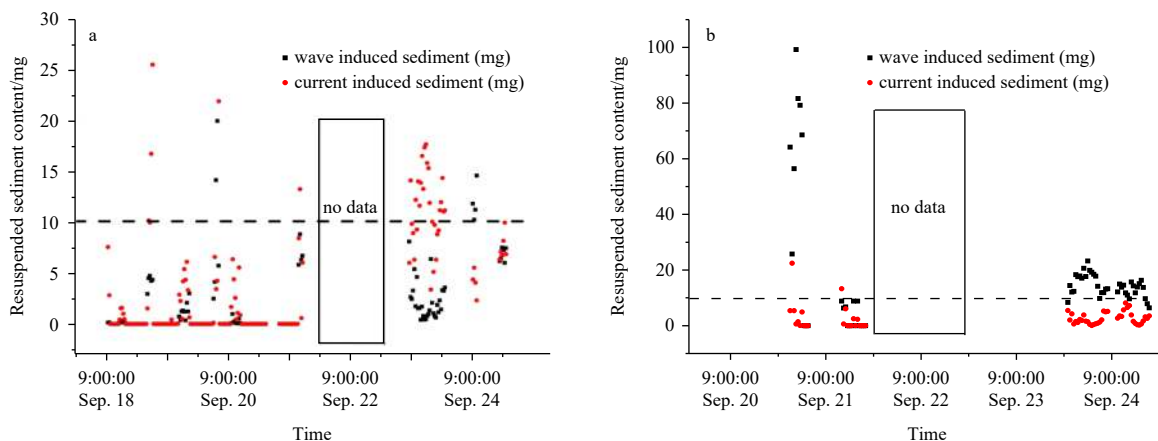 a
wave induced sediment (mg)
current induced sediment (mg)
no data
Resuspended sediment content/mg
30
25
20
15
10
5
0
9:00:00 9:00:00 9:00:00 9:00:00
Sep. 18 Sep. 20 Sep. 22 Sep. 24
Time
b
wave induced sediment (mg)
current induced sediment (mg)
no data
Resuspended sediment content/mg
100
80
60
40
20
0
9:00:00 9:00:00 9:00:00 9:00:00 9:00:00
Sep. 20 Sep. 21 Sep. 22 Sep. 23 Sep. 24
Time